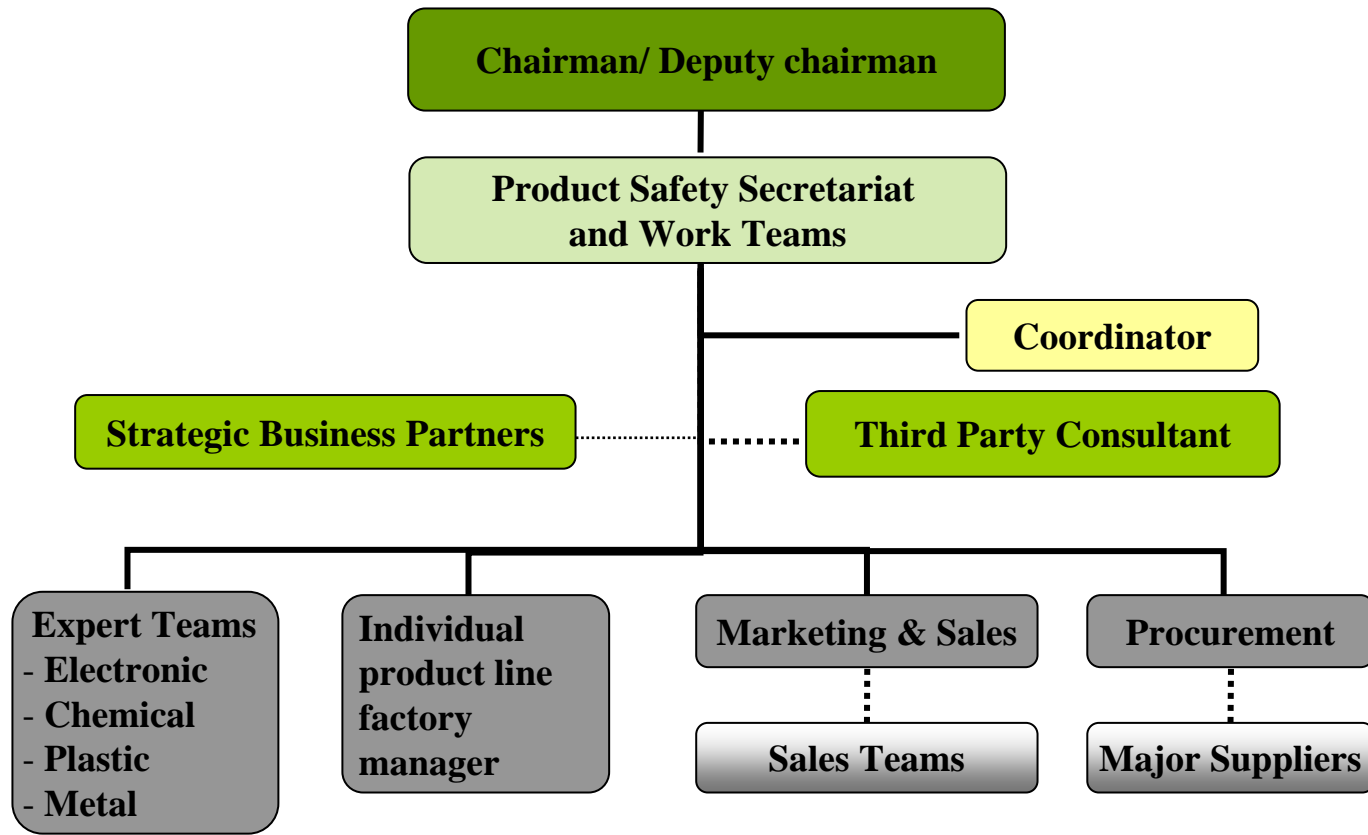 Chairman/ Deputy chairman
Product Safety Secretariat
and Work Teams
Coordinator
Strategic Business Partners
Third Party Consultant
Expert Teams
- Electronic
- Chemical
- Plastic
- Metal
Individual
product line
factory
manager
Marketing & Sales
Procurement
Sales Teams
Major Suppliers